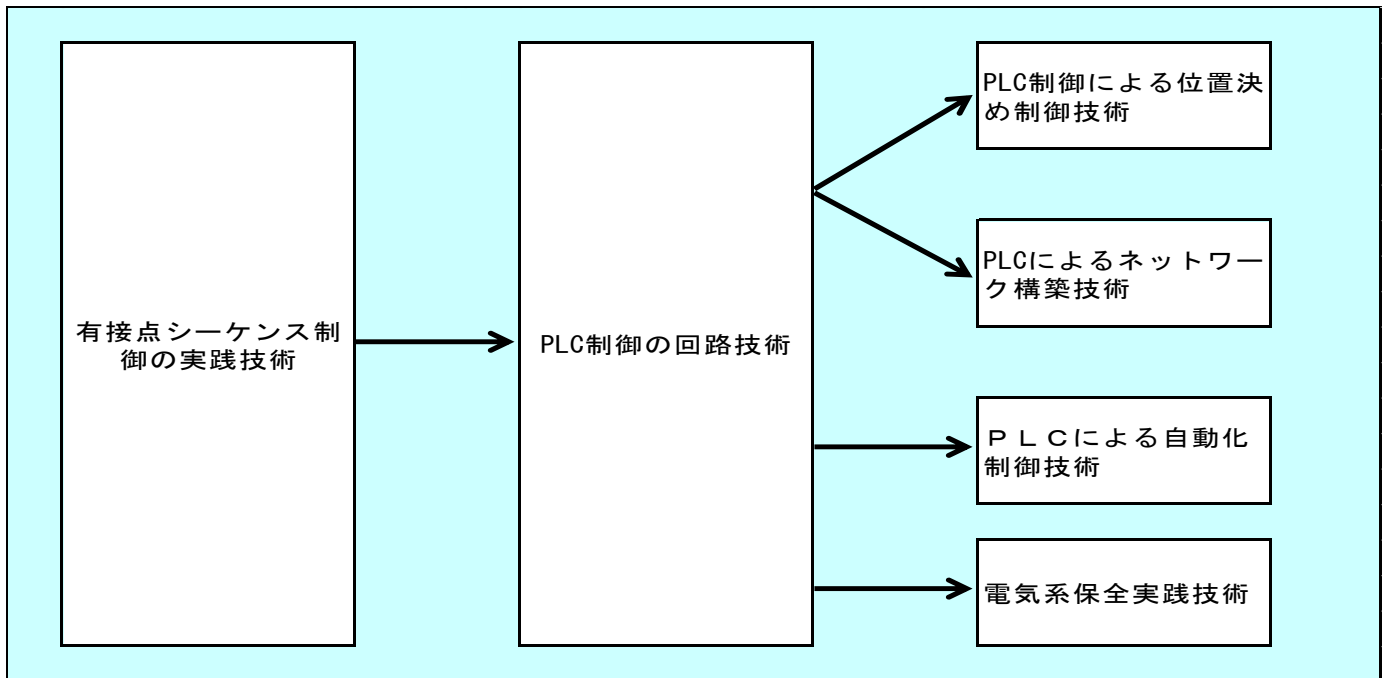 有接点シーケンス制
御の実践技術
PLC制御の回路技術
PLC制御による位置決
め制御技術
PLCによるネットワー
ク構築技術
ＰＬＣによる自動化
制御技術
電気系保全実践技術